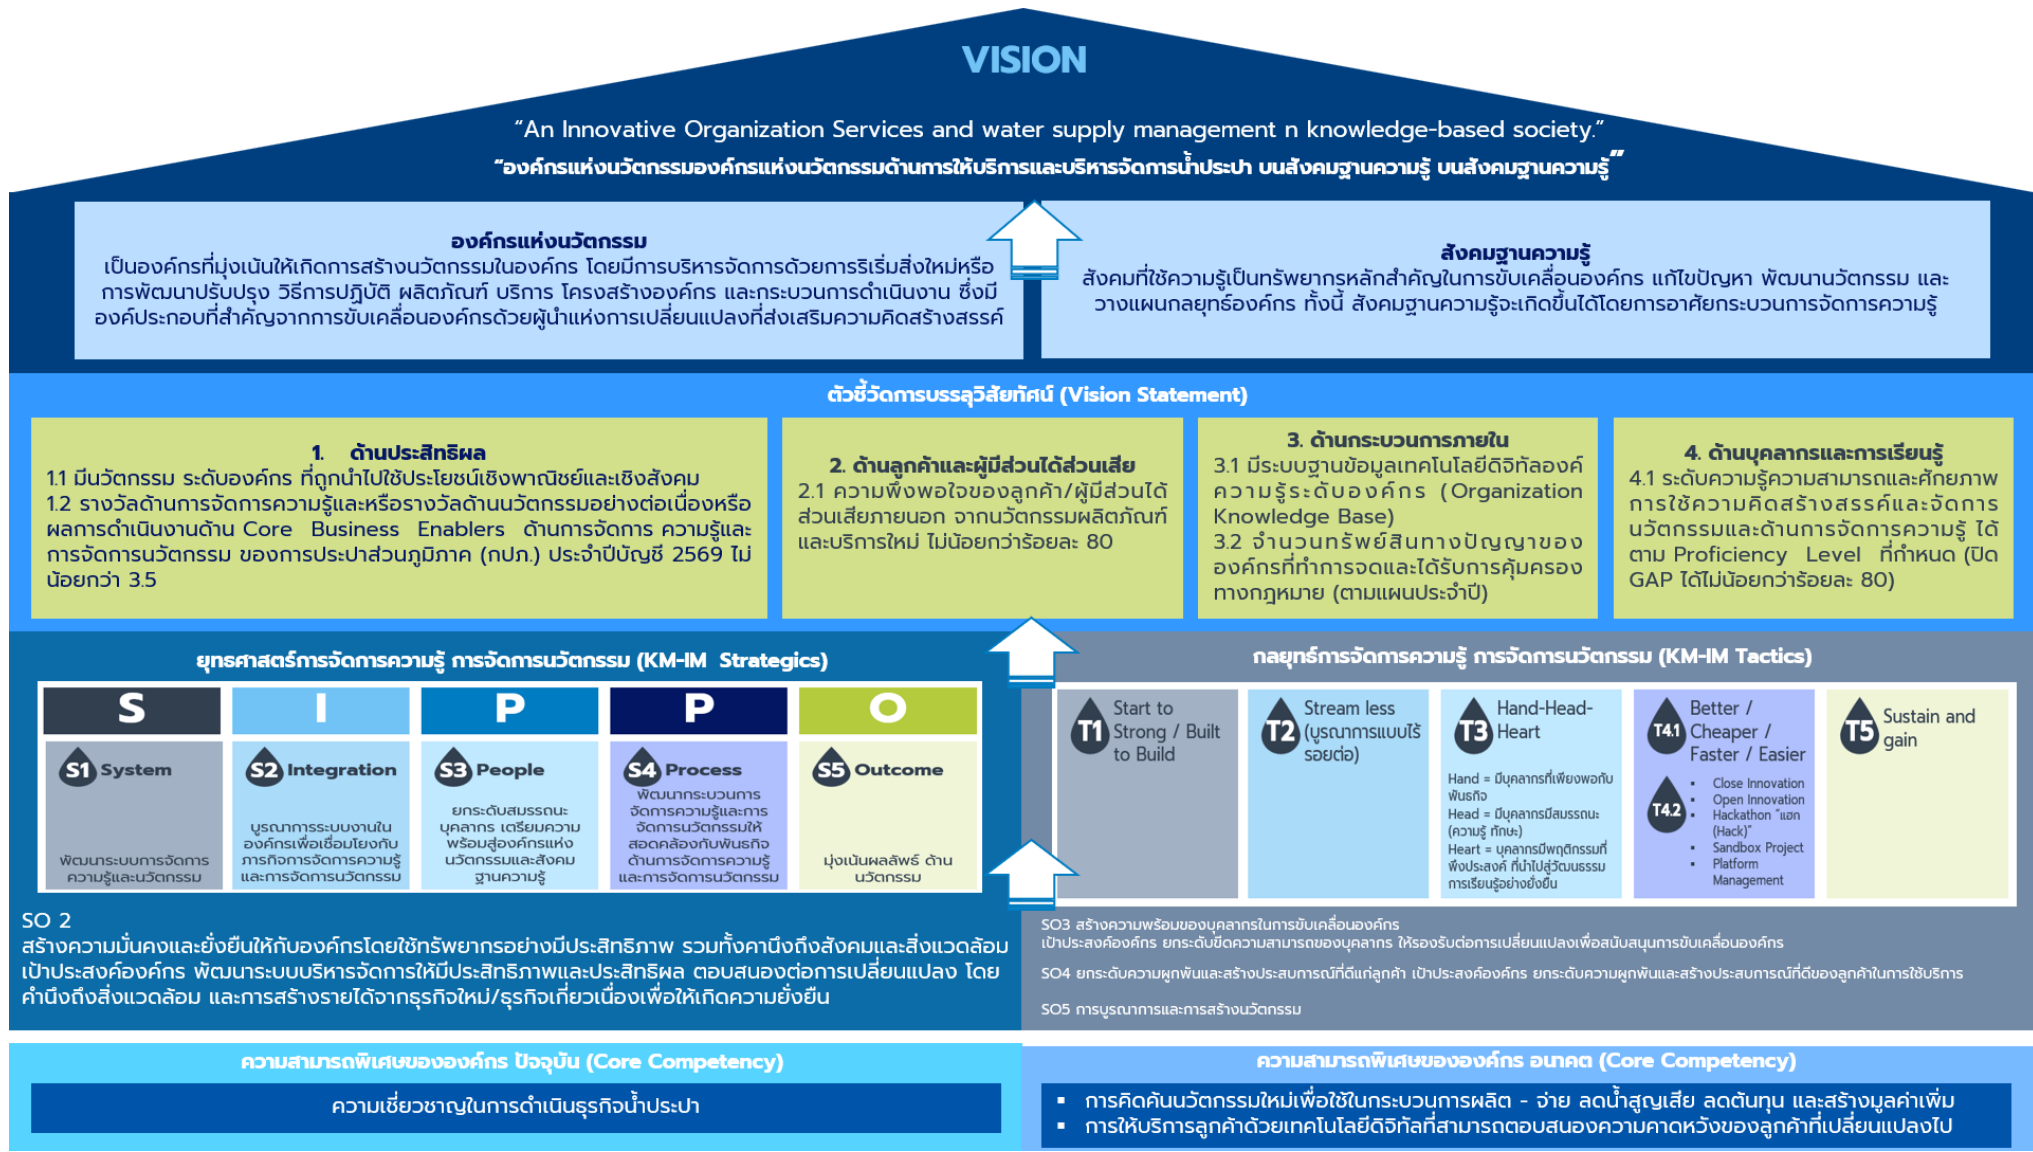 VISION
“An Innovative Organization Services and water supply management n knowledge-based society.”
“องค์กรแห่งนวัตกรรมองค์กรแห่งนวัตกรรมด้านการให้บริการและบริหารจัดการน้ำประปา บนสังคมฐานความรู้ บนสังคมฐานความรู้”
องค์กรแห่งนวัตกรรม
เป็นองค์กรที่มุ่งเน้นให้เกิดการสร้างนวัตกรรมในองค์กร โดยมีการบริหารจัดการด้วยการริเริ่มสิ่งใหม่หรือ
การพัฒนาปรับปรุง วิธีการปฏิบัติ ผลิตภัณฑ์ บริการ โครงสร้างองค์กร และกระบวนการดำเนินงาน ซึ่งมี
องค์ประกอบที่สำคัญจากการขับเคลื่อนองค์กรด้วยผู้นำแห่งการเปลี่ยนแปลงที่ส่งเสริมความคิดสร้างสรรค์
สังคมฐานความรู้
สังคมที่ใช้ความรู้เป็นทรัพยากรหลักสำคัญในการขับเคลื่อนองค์กร แก้ไขปัญหา พัฒนานวัตกรรม และ
วางแผนกลยุทธ์องค์กร ทั้งนี้ สังคมฐานความรู้จะเกิดขึ้นได้โดยการอาศัยกระบวนการจัดการความรู้
ตัวชี้วัดการบรรลุวิสัยทัศน์ (Vision Statement)
1. ด้านประสิทธิผล
1.1 มีนวัตกรรม ระดับองค์กร ที่ถูกนำไปใช้ประโยชน์เชิงพาณิชย์และเชิงสังคม
1.2 รางวัลด้านการจัดการความรู้และหรือรางวัลด้านนวัตกรรมอย่างต่อเนื่องหรือ
ผลการดำเนินงานด้าน Core Business Enablers ด้านการจัดการ ความรู้และ
การจัดการนวัตกรรม ของการประปาส่วนภูมิภาค (กปภ.) ประจำปีบัญชี 2569 ไม่
น้อยกว่า 3.5
2. ด้านลูกค้าและผู้มีส่วนได้ส่วนเสีย
2.1 ความพึงพอใจของลูกค้า/ผู้มีส่วนได้
ส่วนเสียภายนอก จากนวัตกรรมผลิตภัณฑ์
และบริการใหม่ ไม่น้อยกว่าร้อยละ 80
3. ด้านกระบวนการภายใน
3.1 มีระบบฐานข้อมูลเทคโนโลยีดิจิทัลองค์
ความรู้ระดับองค์กร (Organization
Knowledge Base)
3.2 จำนวนทรัพย์สินทางปัญญาของ
องค์กรที่ทำการจดและได้รับการคุ้มครอง
ทางกฎหมาย (ตามแผนประจำปี)
4. ด้านบุคลากรและการเรียนรู้
4.1 ระดับความรู้ความสามารถและศักยภาพ
การใช้ความคิดสร้างสรรค์และจัดการ
นวัตกรรมและด้านการจัดการความรู้ ได้
ตาม Proficiency Level ที่กำหนด (ปิด
GAP ได้ไม่น้อยกว่าร้อยละ 80)
ยุทธศาสตร์การจัดการความรู้ การจัดการนวัตกรรม (KM-IM Strategics)
S I P P O
S1 System
พัฒนาระบบการจัดการ
ความรู้และนวัตกรรม
S2 Integration
บูรณาการระบบงานใน
องค์กรเพื่อเชื่อมโยงกับ
ภารกิจการจัดการความรู้
และการจัดการนวัตกรรม
S3 People
ยกระดับสมรรถนะ
บุคลากร เตรียมความ
พร้อมสู่องค์กรแห่ง
นวัตกรรมและสังคม
ฐานความรู้
S4 Process
พัฒนากระบวนการ
จัดการความรู้และการ
จัดการนวัตกรรมให้
สอดคล้องกับพันธกิจ
ด้านการจัดการความรู้
และการจัดการนวัตกรรม
S5 Outcome
มุ่งเน้นผลลัพธ์ ด้าน
นวัตกรรม
SO 2
สร้างความมั่นคงและยั่งยืนให้กับองค์กรโดยใช้ทรัพยากรอย่างมีประสิทธิภาพ รวมทั้งคานึงถึงสังคมและสิ่งแวดล้อม
เป้าประสงค์องค์กร พัฒนาระบบบริหารจัดการให้มีประสิทธิภาพและประสิทธิผล ตอบสนองต่อการเปลี่ยนแปลง โดย
คำนึงถึงสิ่งแวดล้อม และการสร้างรายได้จากธุรกิจใหม่/ธุรกิจเกี่ยวเนื่องเพื่อให้เกิดความยั่งยืน
กลยุทธ์การจัดการความรู้ การจัดการนวัตกรรม (KM-IM Tactics)
T1 Start to
Strong / Built
to Build
T2 Stream less
(บูรณาการแบบไร้
รอยต่อ)
T3 Hand-Head-
Heart
Hand = มีบุคลากรที่เพียงพอกับ
พันธกิจ
Head = มีบุคลากรมีสมรรถนะ
(ความรู้ ทักษะ)
Heart = บุคลากรมีพฤติกรรมที่
พึงประสงค์ ที่นำไปสู่วัฒนธรรม
การเรียนรู้อย่างยั่งยืน
T4.1 Better /
Cheaper /
Faster / Easier
T4.2
▪ Close Innovation
▪ Open Innovation
▪ Hackathon “แฮก
(Hack)”
▪ Sandbox Project
▪ Platform
Management
T5 Sustain and
gain
SO3 สร้างความพร้อมของบุคลากรในการขับเคลื่อนองค์กร
เป้าประสงค์องค์กร ยกระดับขีดความสามารถของบุคลากร ให้รองรับต่อการเปลี่ยนแปลงเพื่อสนับสนุนการขับเคลื่อนองค์กร
SO4 ยกระดับความผูกพันและสร้างประสบการณ์ที่ดีแก่ลูกค้า เป้าประสงค์องค์กร ยกระดับความผูกพันและสร้างประสบการณ์ที่ดีของลูกค้าในการใช้บริการ
SO5 การบูรณาการและการสร้างนวัตกรรม
ความสามารถพิเศษขององค์กร ปัจจุบัน (Core Competency)
ความเชี่ยวชาญในการดำเนินธุรกิจน้ำประปา
ความสามารถพิเศษขององค์กร อนาคต (Core Competency)
▪ การคิดค้นนวัตกรรมใหม่เพื่อใช้ในกระบวนการผลิต - จ่าย ลดน้ำสูญเสีย ลดต้นทุน และสร้างมูลค่าเพิ่ม
▪ การให้บริการลูกค้าด้วยเทคโนโลยีดิจิทัลที่สามารถตอบสนองความคาดหวังของลูกค้าที่เปลี่ยนแปลงไป